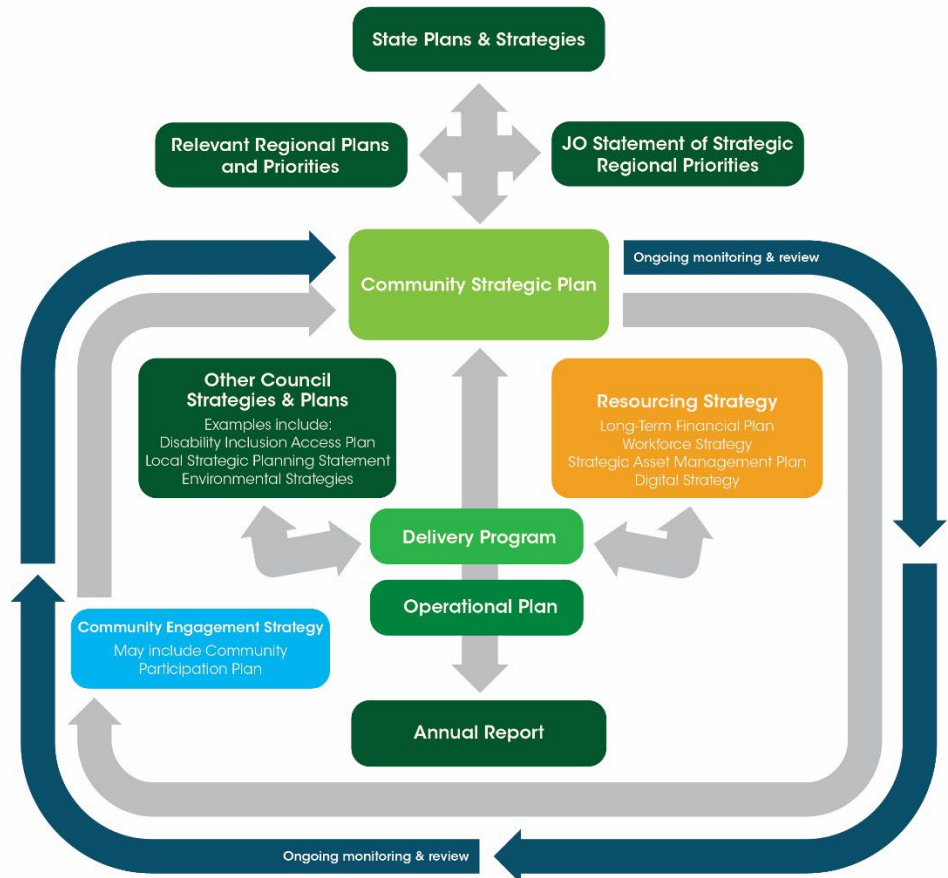 State Plans & Strategies
Relevant Regional Plans
and Priorities
JO Statement of Strategic
Regional Priorities
Community Strategic Plan
Ongoing monitoring & review
Other Council
Strategies & Plans
Examples include:
Disability Inclusion Access Plan
Local Strategic Planning Statement
Environmental Strategies
Resourcing Strategy
Long-Term Financial Plan
Workforce Strategy
Strategic Asset Management Plan
Digital Strategy
Delivery Program
Operational Plan
Community Engagement Strategy
May include Community
Participation Plan
Annual Report
Ongoing monitoring & review